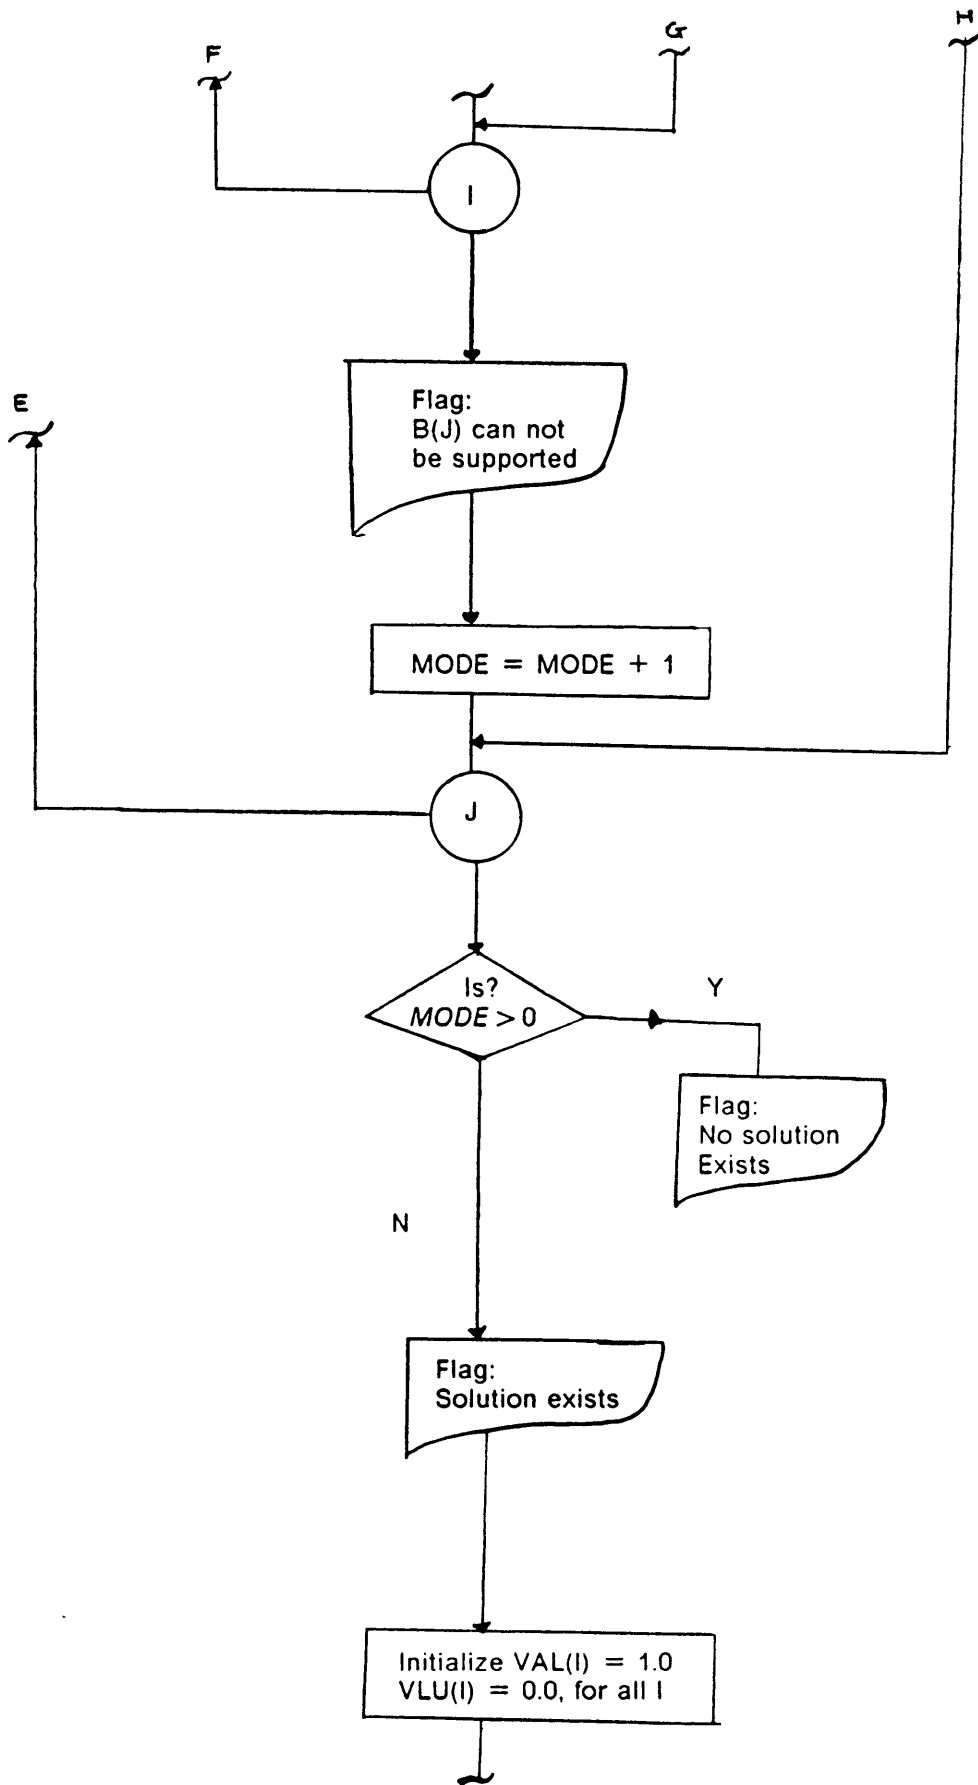 H
G
F
I
Flag:
B(J) can not
be supported
E
MODE = MODE + 1
J
Is?
MODE > 0
Y
Flag:
No solution
Exists
N
Flag:
Solution exists
Initialize VAL(I) = 1.0
VLU(I) = 0.0, for all I